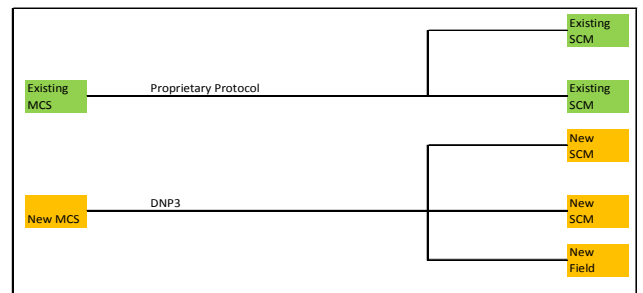 Existing
SCM
Existing
MCS
Proprietary Protocol
Existing
SCM
New
SCM
New MCS
DNP3
New
SCM
New
Field